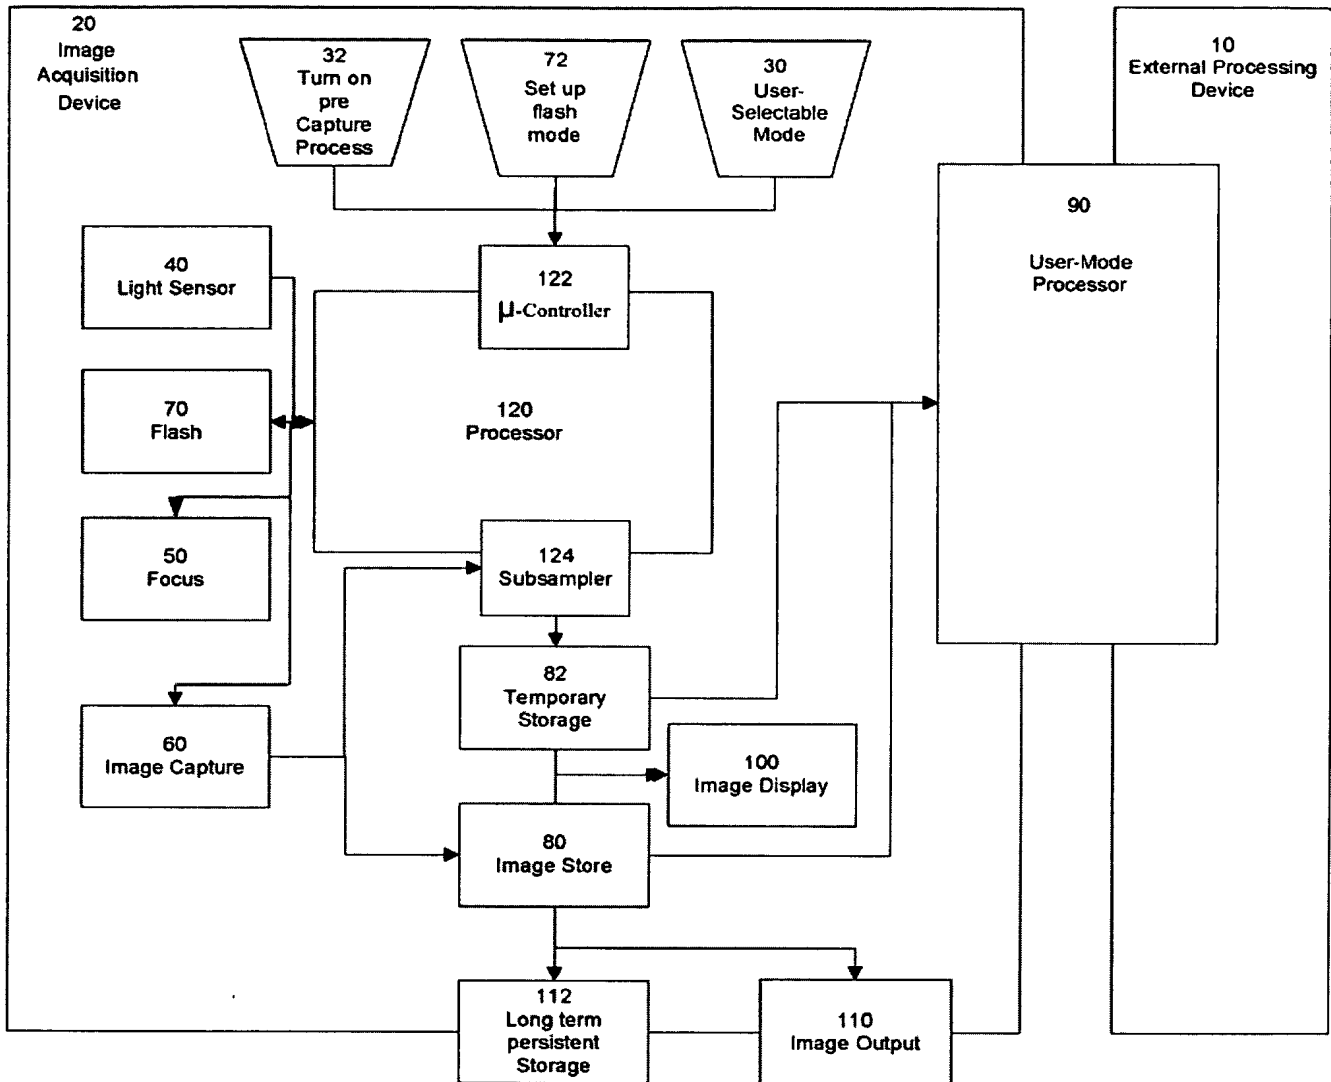 20
Image
Acquisition
Device
32
Turn on
pre
Capture
Process
72
Set up
flash
mode
30
User-
Selectable
Mode
10
External Processing
Device
90
User-Mode
Processor
40
Light Sensor
122
µ-Controller
70
Flash
120
Processor
50
Focus
124
Subsampler
82
Temporary
Storage
60
Image Capture
100
Image Display
80
Image Store
112
Long term
persistent
Storage
110
Image Output